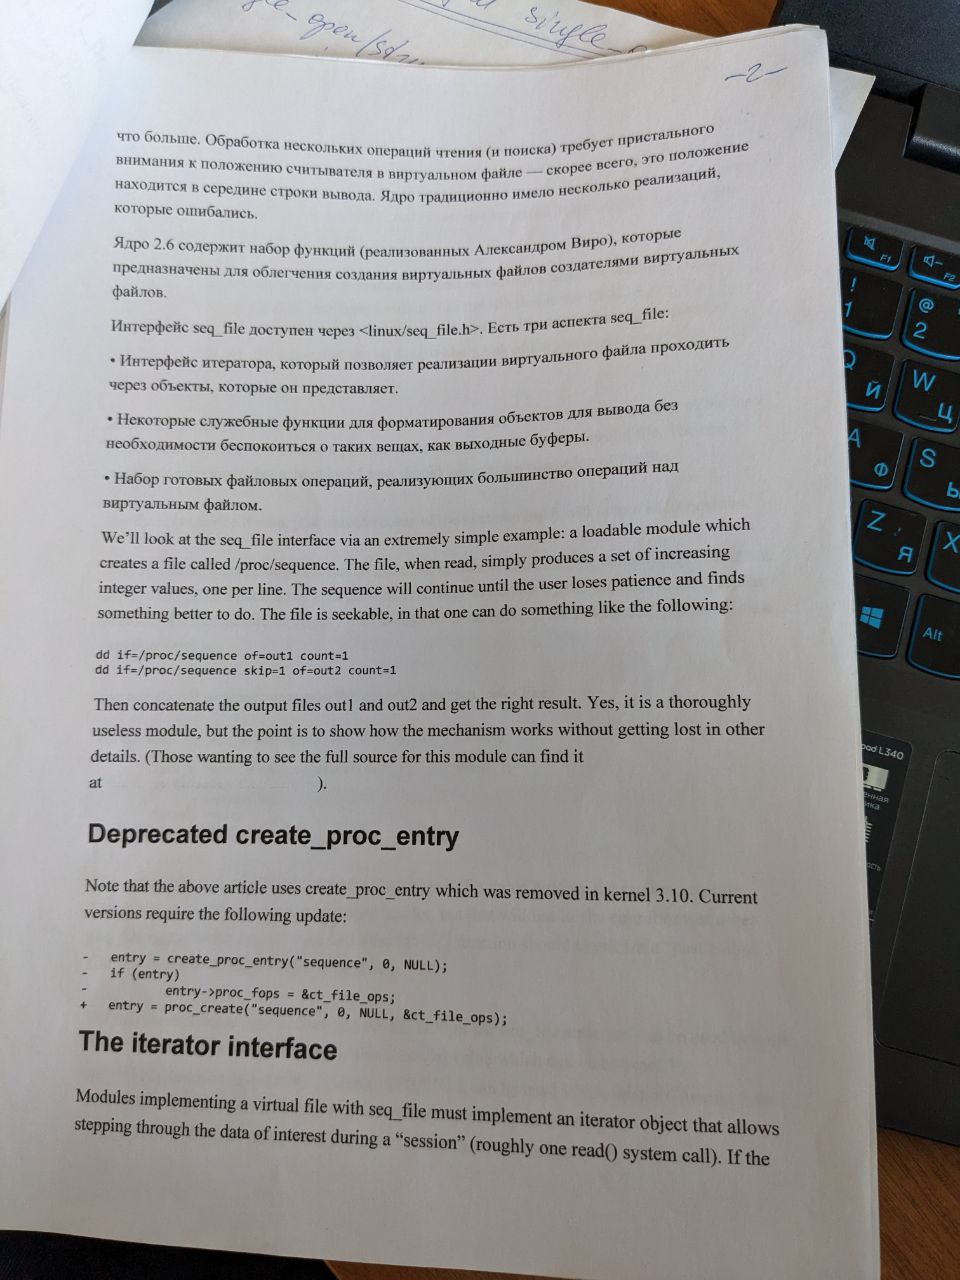 single_
open/
-2-
что больше. Обработка нескольких операций чтения (и поиска) требует пристального
внимания к положению считывателя в виртуальном файле — скорее всего, это положение
находится в середине строки вывода. Ядро традиционно имело несколько реализаций,
которые ошибались.
Ядро 2.6 содержит набор функций (реализованных Александром Виро), которые
предназначены для облегчения создания виртуальных файлов создателями виртуальных
файлов.
Интерфейс seq_file доступен через <linux/seq_file.h>. Есть три аспекта seq_file:
• Интерфейс итератора, который позволяет реализации виртуального файла проходить
через объекты, которые он представляет.
• Некоторые служебные функции для форматирования объектов для вывода без
необходимости беспокоиться о таких вещах, как выходные буферы.
• Набор готовых файловых операций, реализующих большинство операций над
виртуальным файлом.
We'll look at the seq_file interface via an extremely simple example: a loadable module which
creates a file called /proc/sequence. The file, when read, simply produces a set of increasing
integer values, one per line. The sequence will continue until the user loses patience and finds
something better to do. The file is seekable, in that one can do something like the following:
dd if=/proc/sequence of=out1 count=1
dd if=/proc/sequence skip=1 of=out2 count=1
Then concatenate the output files out1 and out2 and get the right result. Yes, it is a thoroughly
useless module, but the point is to show how the mechanism works without getting lost in other
details. (Those wanting to see the full source for this module can find it
at ).
Deprecated create_proc_entry
Note that the above article uses create_proc_entry which was removed in kernel 3.10. Current
versions require the following update:
- entry = create_proc_entry("sequence", 0, NULL);
- if (entry)
- entry->proc_fops = &ct_file_ops;
+ entry = proc_create("sequence", 0, NULL, &ct_file_ops);
The iterator interface
Modules implementing a virtual file with seq_file must implement an iterator object that allows
stepping through the data of interest during a “session” (roughly one read() system call). If the
F1
F2
! 1
@ 2
Q Й
W Ц
A Ф
S Ы
Z Я
X
Alt
pad L340